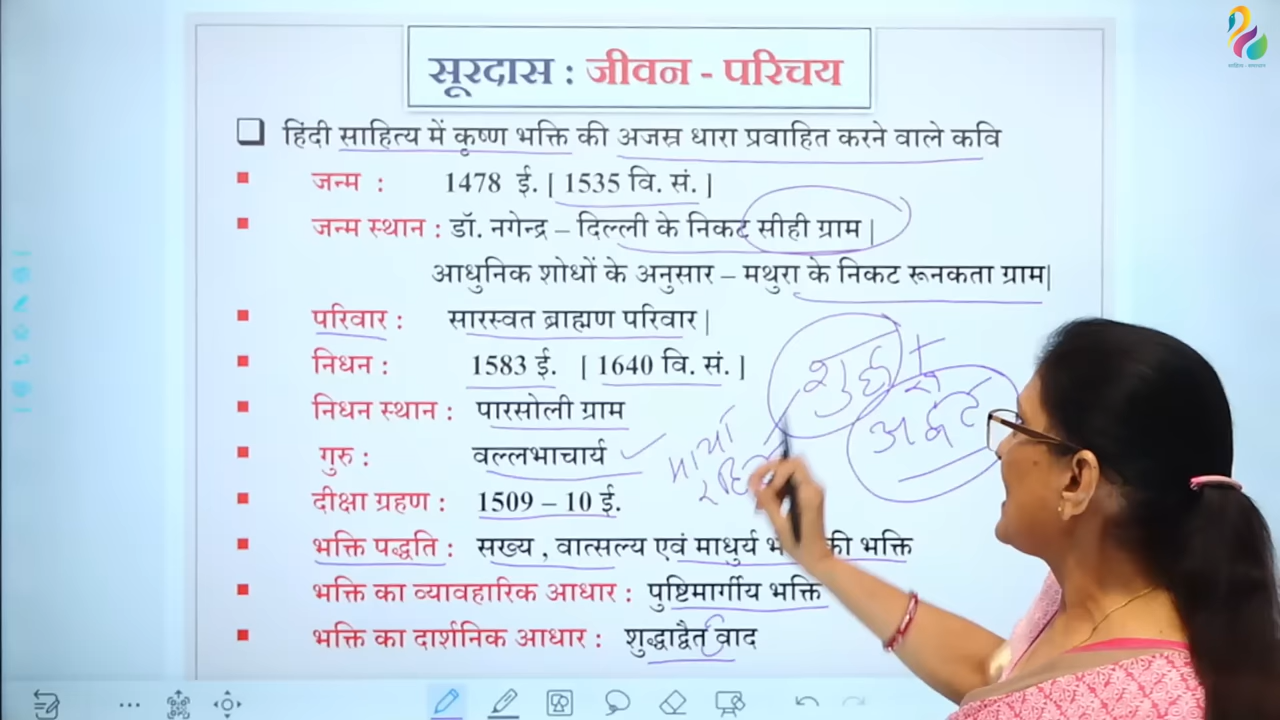 सूरदास : जीवन - परिचय
हिंदी साहित्य में कृष्ण भक्ति की अजस्र धारा प्रवाहित करने वाले कवि
जन्म : 1478 ई. | 1535 वि. सं. |
जन्म स्थान : डॉ. नगेन्द्र – दिल्ली के निकट सीही ग्राम |
आधुनिक शोधों के अनुसार – मथुरा के निकट रूनकता ग्राम|
परिवार : सारस्वत ब्राह्मण परिवार |
निधन : 1583 ई. | 1640 वि. सं. |
निधन स्थान : पारसोली ग्राम
गुरु : वल्लभाचार्य
दीक्षा ग्रहण : 1509 – 10 ई.
भक्ति पद्धति : सख्य , वात्सल्य एवं माधुर्य की भक्ति
भक्ति का व्यावहारिक आधार : पुष्टिमार्गीय भक्ति
भक्ति का दार्शनिक आधार : शुद्धाद्वैत वाद
शुद्ध +
अद्वैत
माया